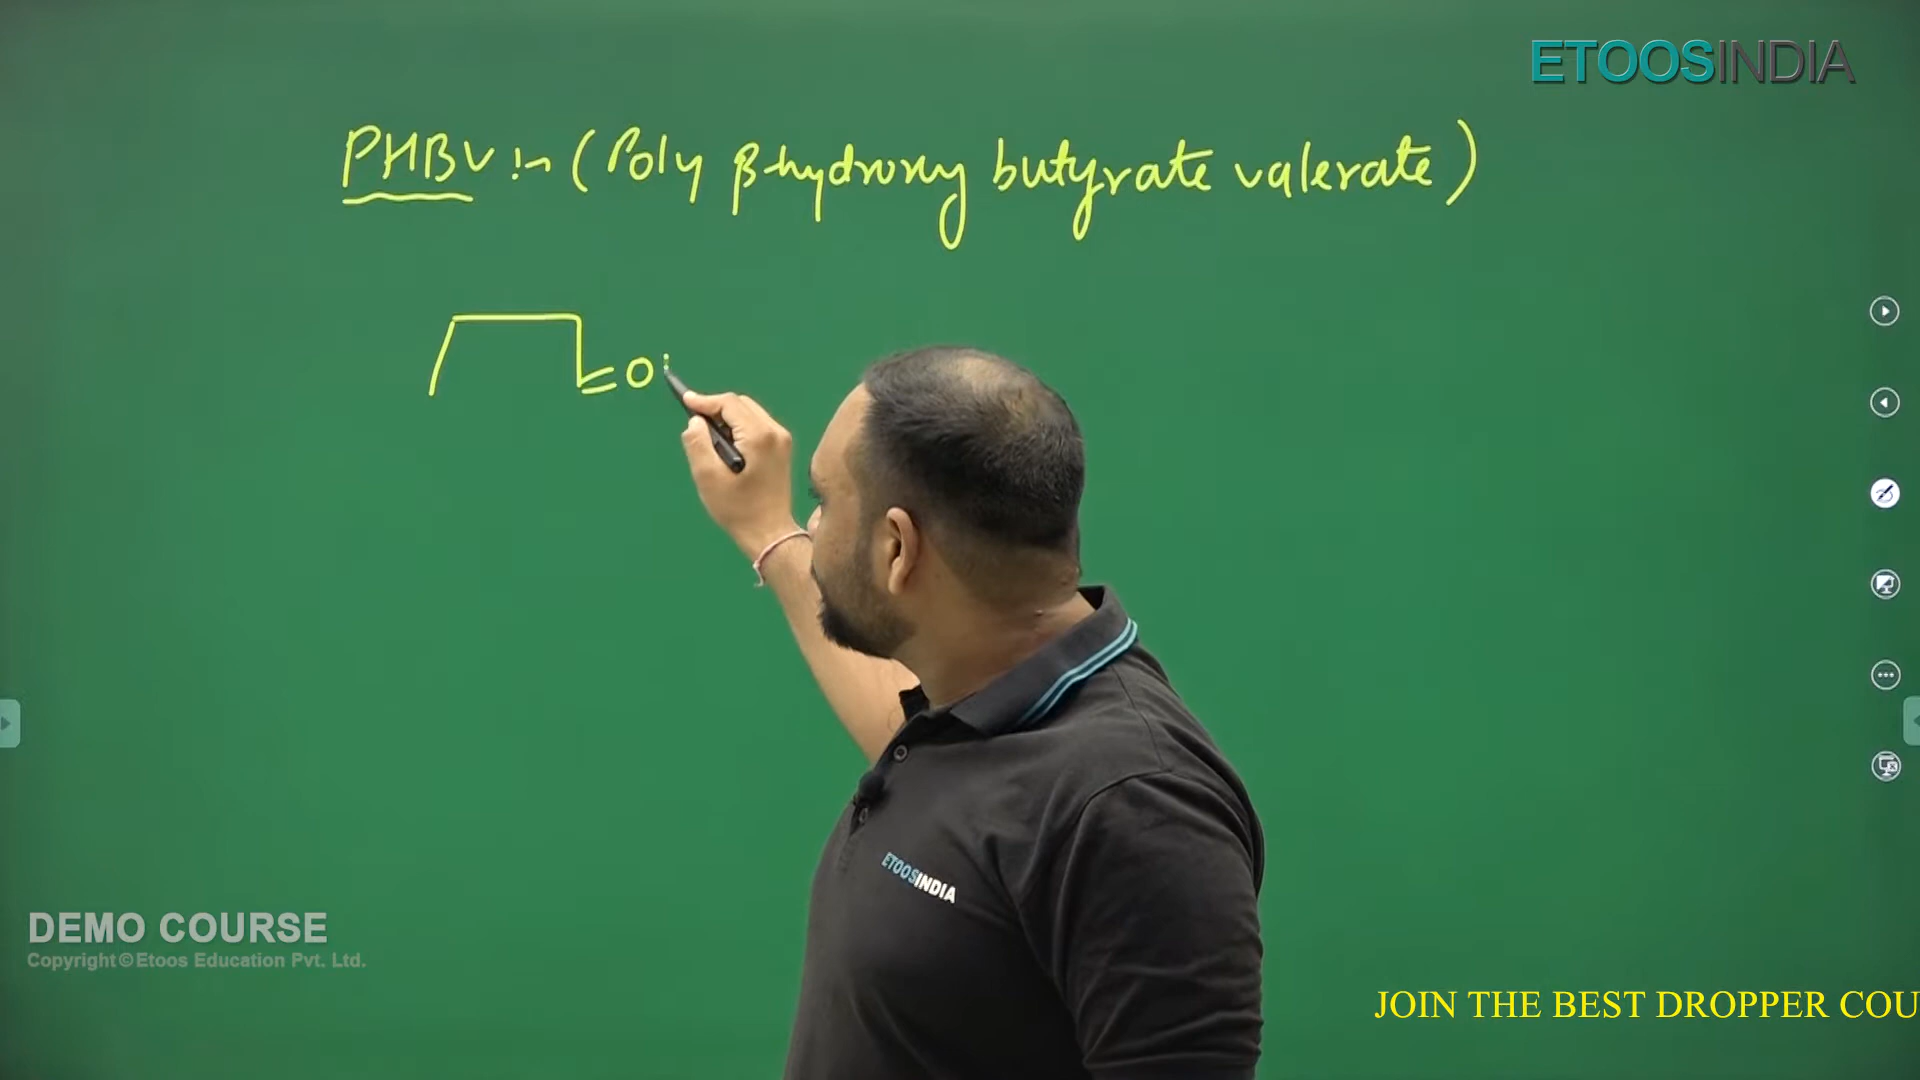 ETOOSINDIA
PHBV :- (Poly β-hydroxy butyrate valerate)
=O
ETOOSINDIA
DEMO COURSE
Copyright © Etoos Education Pvt. Ltd.
JOIN THE BEST DROPPER COU